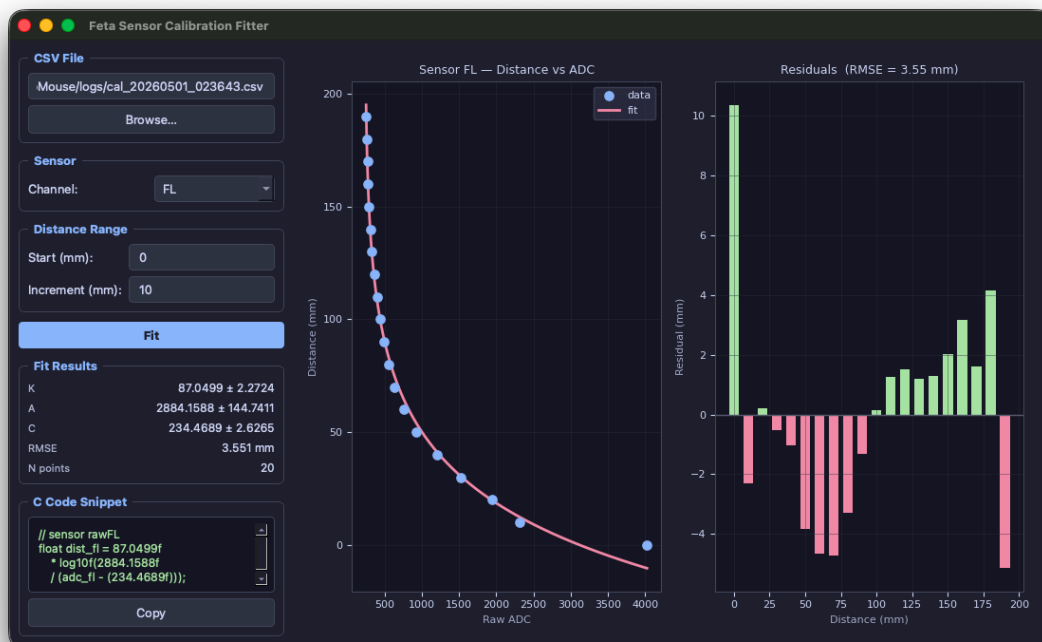 Feta Sensor Calibration Fitter
CSV File
Mouse/logs/cal_20260501_023643.csv
Browse...
Sensor
Channel:
FL
Distance Range
Start (mm):
0
Increment (mm):
10
Fit
Fit Results
K 87.0499 ± 2.2724
A 2884.1588 ± 144.7411
C 234.4689 ± 2.6265
RMSE 3.551 mm
N points 20
C Code Snippet
// sensor rawFL
float dist_fl = 87.0499f
* log10f(2884.1588f
/ (adc_fl - (234.4689f)));
Copy
Sensor FL — Distance vs ADC
data
fit
Distance (mm)
200
150
100
50
0
500 1000 1500 2000 2500 3000 3500 4000
Raw ADC
Residuals (RMSE = 3.55 mm)
Residual (mm)
10
8
6
4
2
0
−2
−4
0 25 50 75 100 125 150 175 200
Distance (mm)